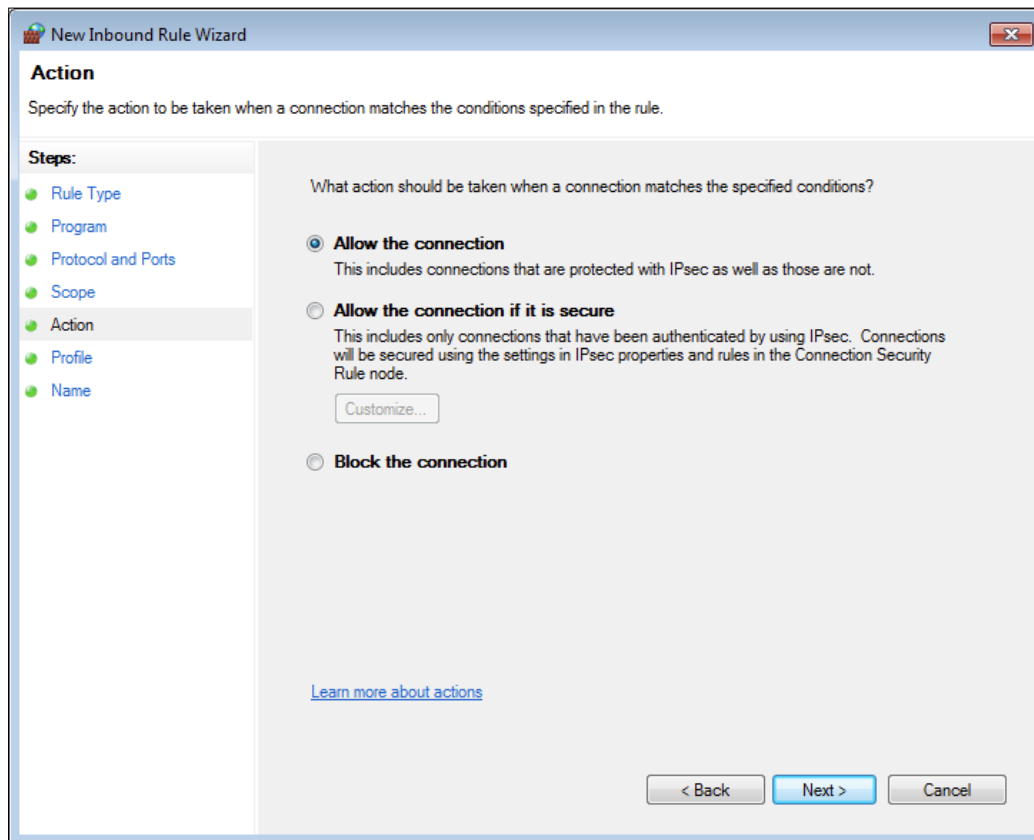 New Inbound Rule Wizard
Action
Specify the action to be taken when a connection matches the conditions specified in the rule.
Steps:
Rule Type
Program
Protocol and Ports
Scope
Action
Profile
Name
What action should be taken when a connection matches the specified conditions?
Allow the connection
This includes connections that are protected with IPsec as well as those are not.
Allow the connection if it is secure
This includes only connections that have been authenticated by using IPsec.  Connections
will be secured using the settings in IPsec properties and rules in the Connection Security
Rule node.
Customize...
Block the connection
Learn more about actions
< Back
Next >
Cancel